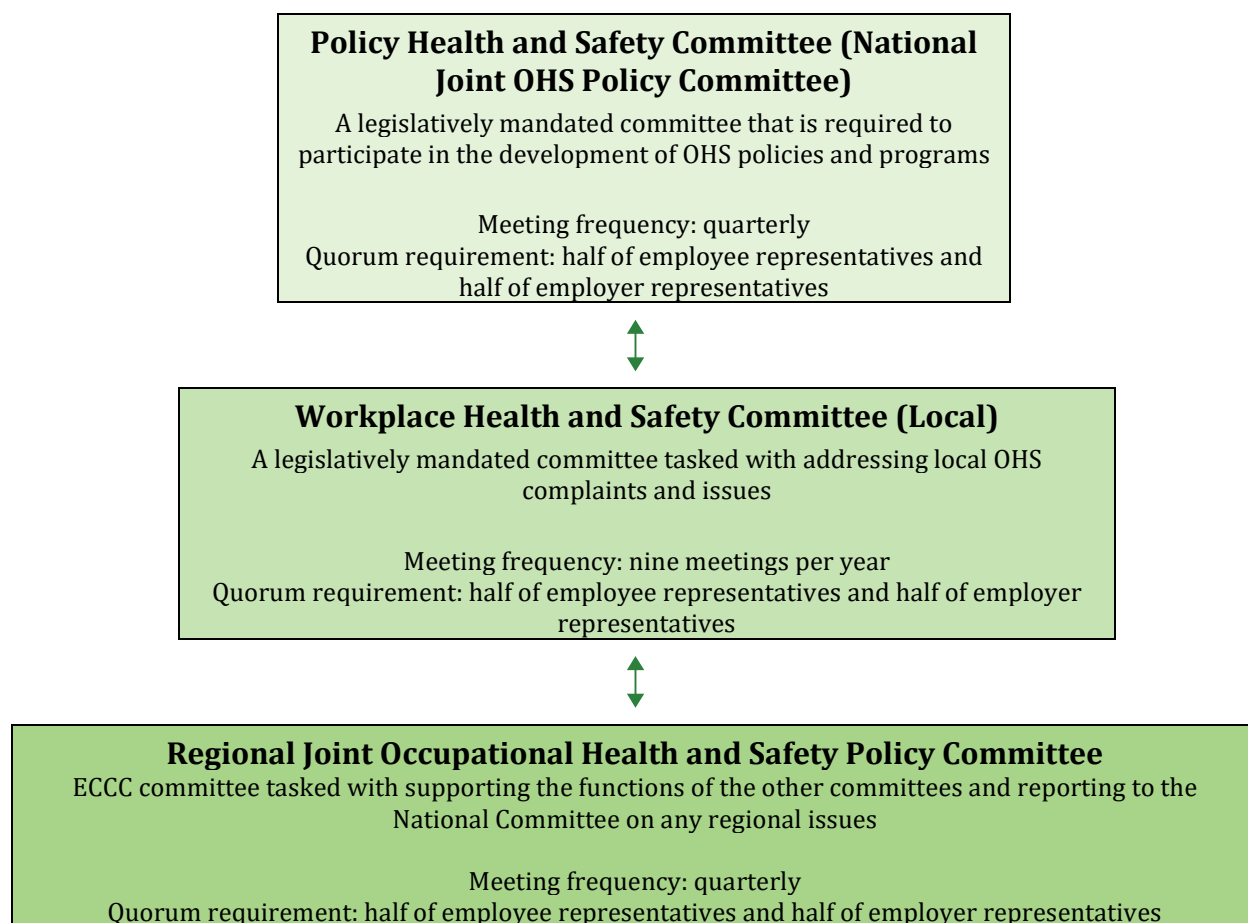 Policy Health and Safety Committee (National
Joint OHS Policy Committee)
A legislatively mandated committee that is required to
participate in the development of OHS policies and programs
Meeting frequency: quarterly
Quorum requirement: half of employee representatives and
half of employer representatives
Workplace Health and Safety Committee (Local)
A legislatively mandated committee tasked with addressing local OHS
complaints and issues
Meeting frequency: nine meetings per year
Quorum requirement: half of employee representatives and half of employer
representatives
Regional Joint Occupational Health and Safety Policy Committee
ECCC committee tasked with supporting the functions of the other committees and reporting to the
National Committee on any regional issues
Meeting frequency: quarterly
Quorum requirement: half of employee representatives and half of employer representatives